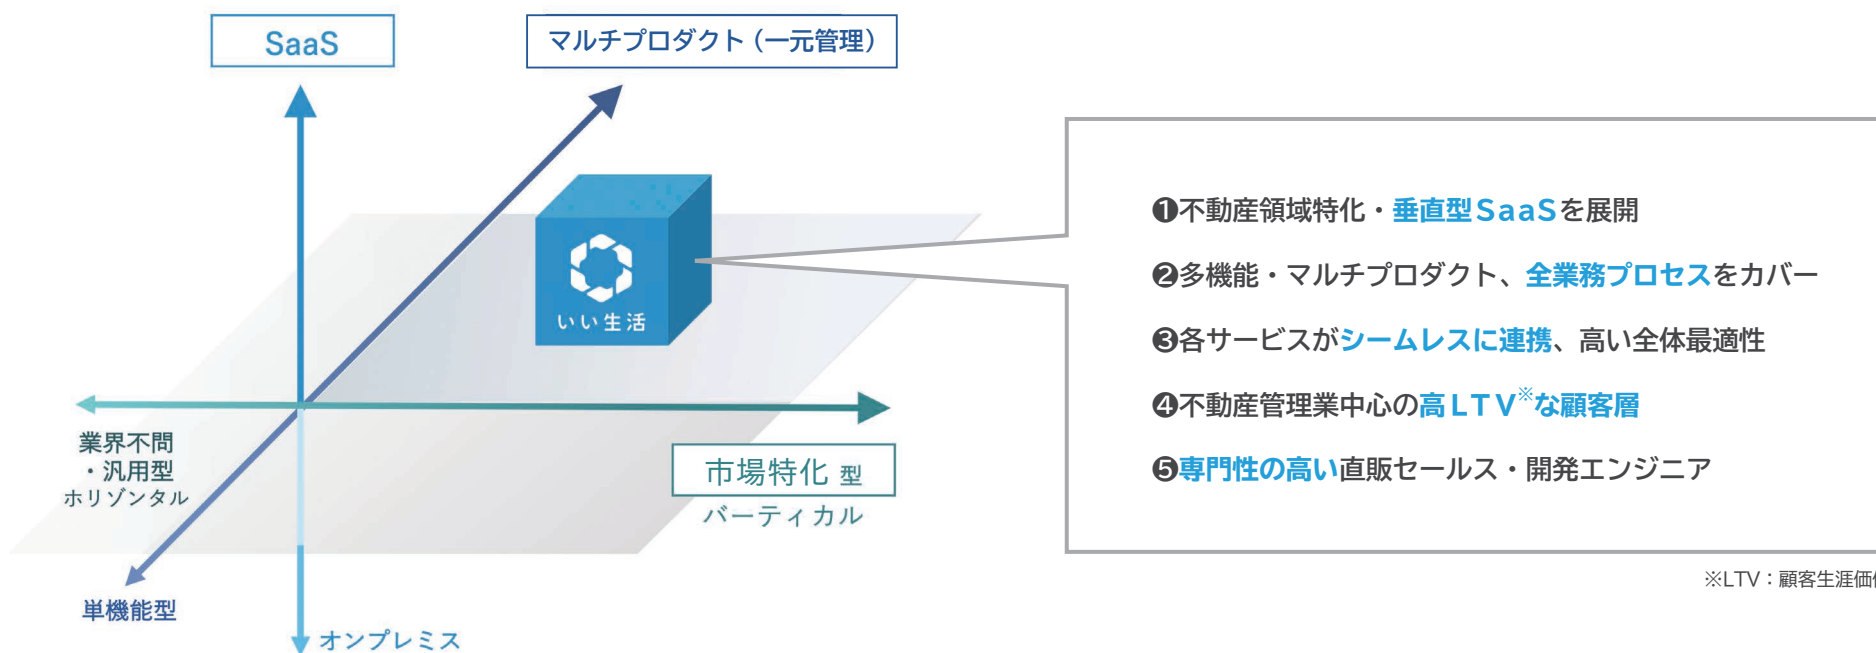 SaaS
マルチプロダクト（一元管理）
いい生活
業界不問
・汎用型
ホリゾンタル
市場特化 型
バーティカル
単機能型
オンプレミス
❶不動産領域特化・垂直型SaaSを展開
❷多機能・マルチプロダクト、全業務プロセスをカバー
❸各サービスがシームレスに連携、高い全体最適性
❹不動産管理業中心の高LTV※な顧客層
❺専門性の高い直販セールス・開発エンジニア
※LTV：顧客生涯価